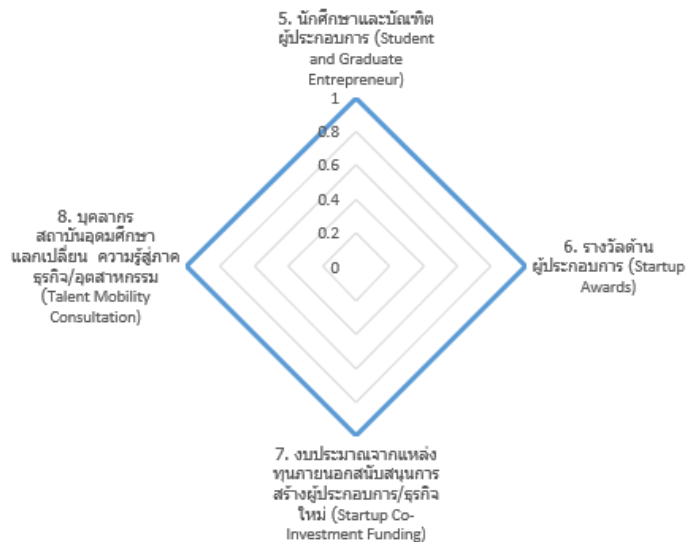 5. นักศึกษาและบัณฑิต
ผู้ประกอบการ (Student
and Graduate
Entrepreneur)
1
0.8
0.6
0.4
0.2
0
8. บุคลากร
สถาบันอุดมศึกษา
แลกเปลี่ยน ความรู้สู่ภาค
ธุรกิจ/อุตสาหกรรม
(Talent Mobility
Consultation)
6. รางวัลด้าน
ผู้ประกอบการ (Startup
Awards)
7. งบประมาณจากแหล่ง
ทุนภายนอกสนับสนุนการ
สร้างผู้ประกอบการ/ธุรกิจ
ใหม่ (Startup Co-
Investment Funding)